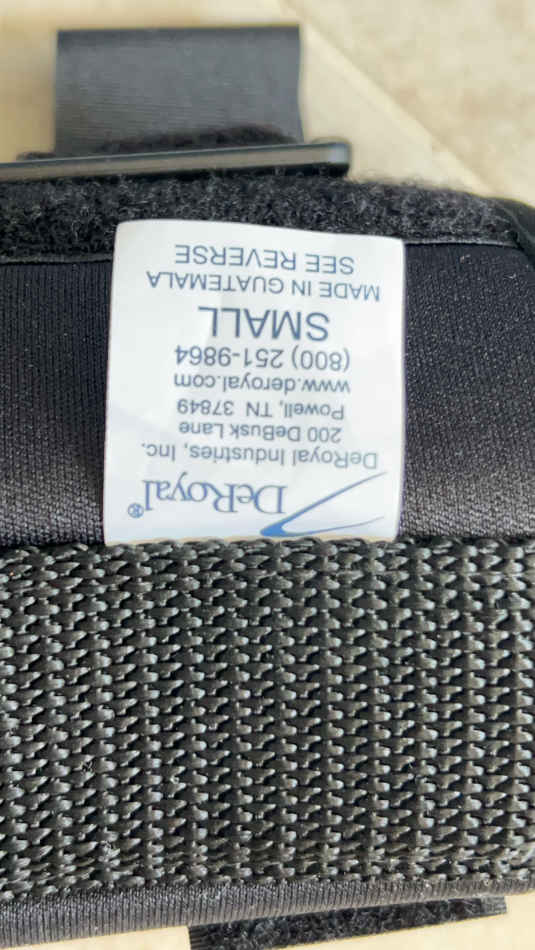 DeRoyal®
DeRoyal Industries, Inc.
200 DeBusk Lane
Powell, TN 37849
www.deroyal.com
(800) 251-9864
SMALL
MADE IN GUATEMALA
SEE REVERSE